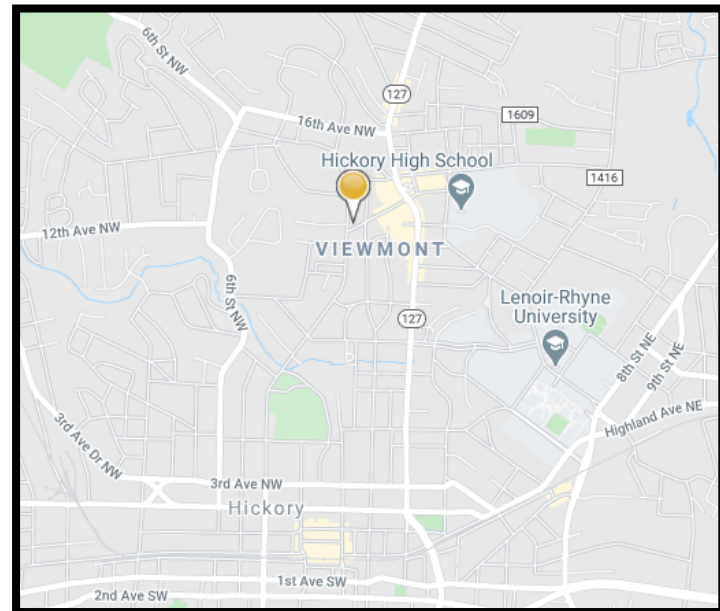 6th St NW
127
16th Ave NW
1609
Hickory High School
1416
12th Ave NW
VIEWMONT
6th St NW
127
Lenoir-Rhyne
University
8th St NE
9th St NE
Highland Ave NE
3rd Ave Dr NW
3rd Ave NW
Hickory
1st Ave SW
2nd Ave SW